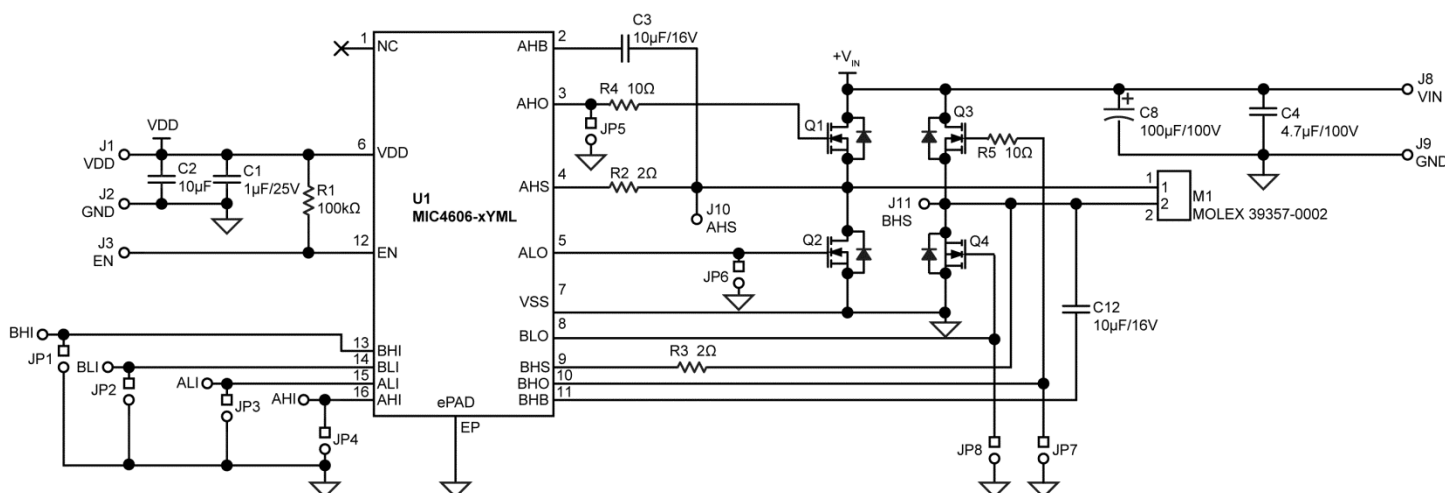 C3
10µF/16V
1
NC
AHB
2
+VIN
3
R4 10Ω
AHO
JP5
Q1
Q3
R5 10Ω
C8
100µF/100V
C4
4.7µF/100V
J8
VIN
J9
GND
VDD
J1
VDD
C2
10µF
C1
1µF/25V
R1
100kΩ
J2
GND
J3
EN
6
VDD
12
EN
U1
MIC4606-xYML
AHS
4
R2 2Ω
J10
AHS
J11
BHS
1
2
1
2
M1
MOLEX 39357-0002
ALO
5
JP6
Q2
Q4
VSS
7
C12
10µF/16V
BLO
8
BHS
9
R3 2Ω
BHO
10
BHB
11
BHI
JP1
BLI
JP2
ALI
JP3
AHI
JP4
13
BHI
14
BLI
15
ALI
16
AHI
ePAD
EP
JP8
JP7